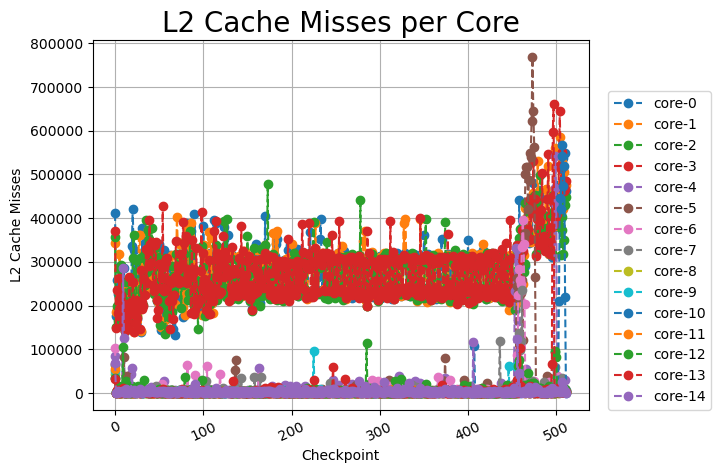 L2 Cache Misses per Core
L2 Cache Misses
800000
700000
600000
500000
400000
300000
200000
100000
0
0
100
200
300
400
500
Checkpoint
core-0
core-1
core-2
core-3
core-4
core-5
core-6
core-7
core-8
core-9
core-10
core-11
core-12
core-13
core-14